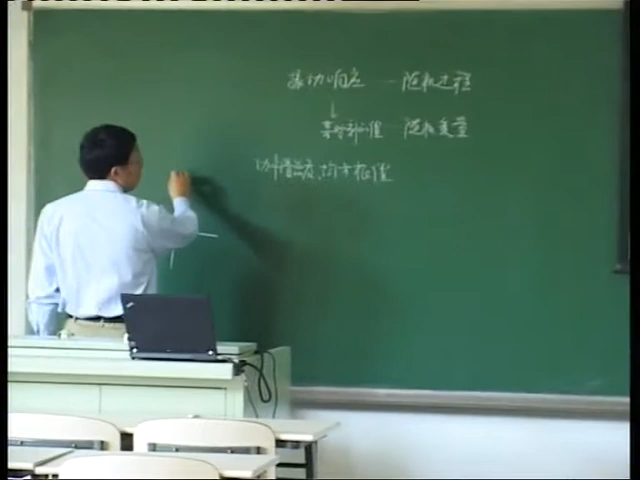 振动响应 — 随机过程
↓
某时刻的值 随机变量
功率谱密度、均方根值